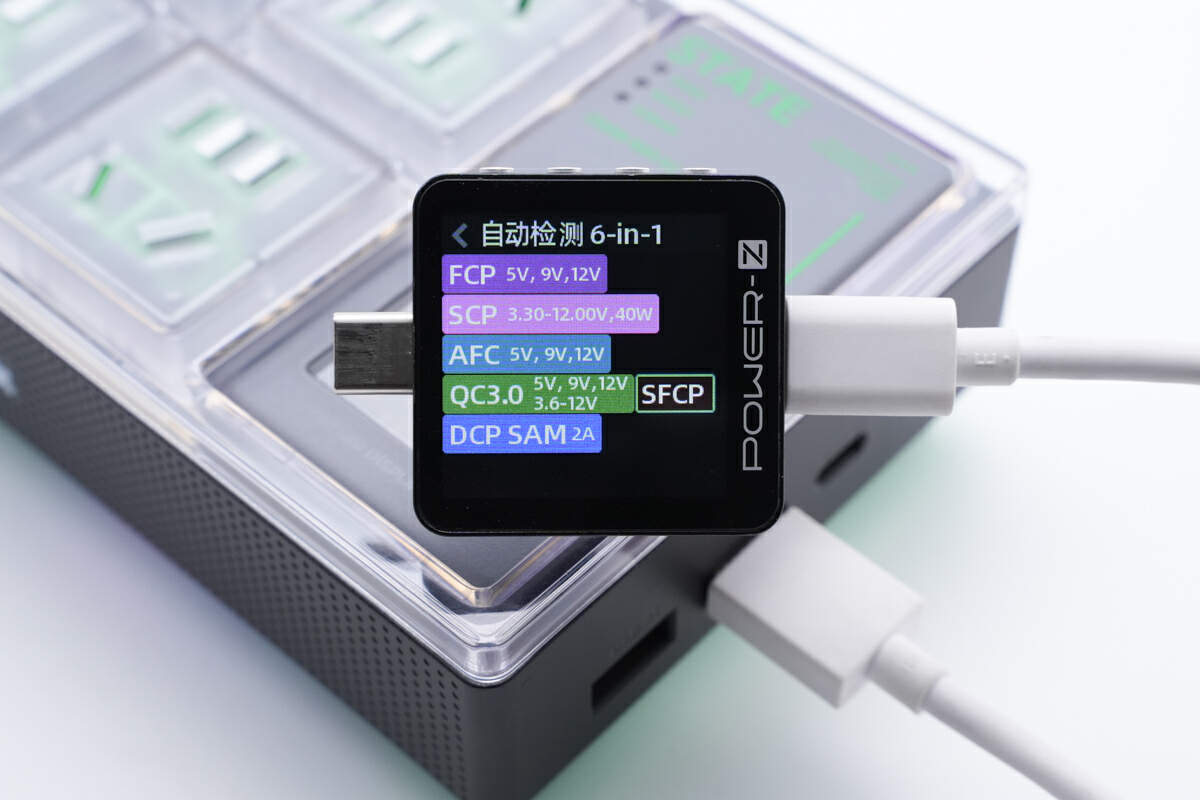 STATE
自动检测 6-in-1
FCP 5V, 9V,12V
SCP 3.30-12.00V,40W
AFC 5V, 9V,12V
QC3.0 5V, 9V,12V
3.6-12V
SFCP
DCP SAM 2A
POWER-Z